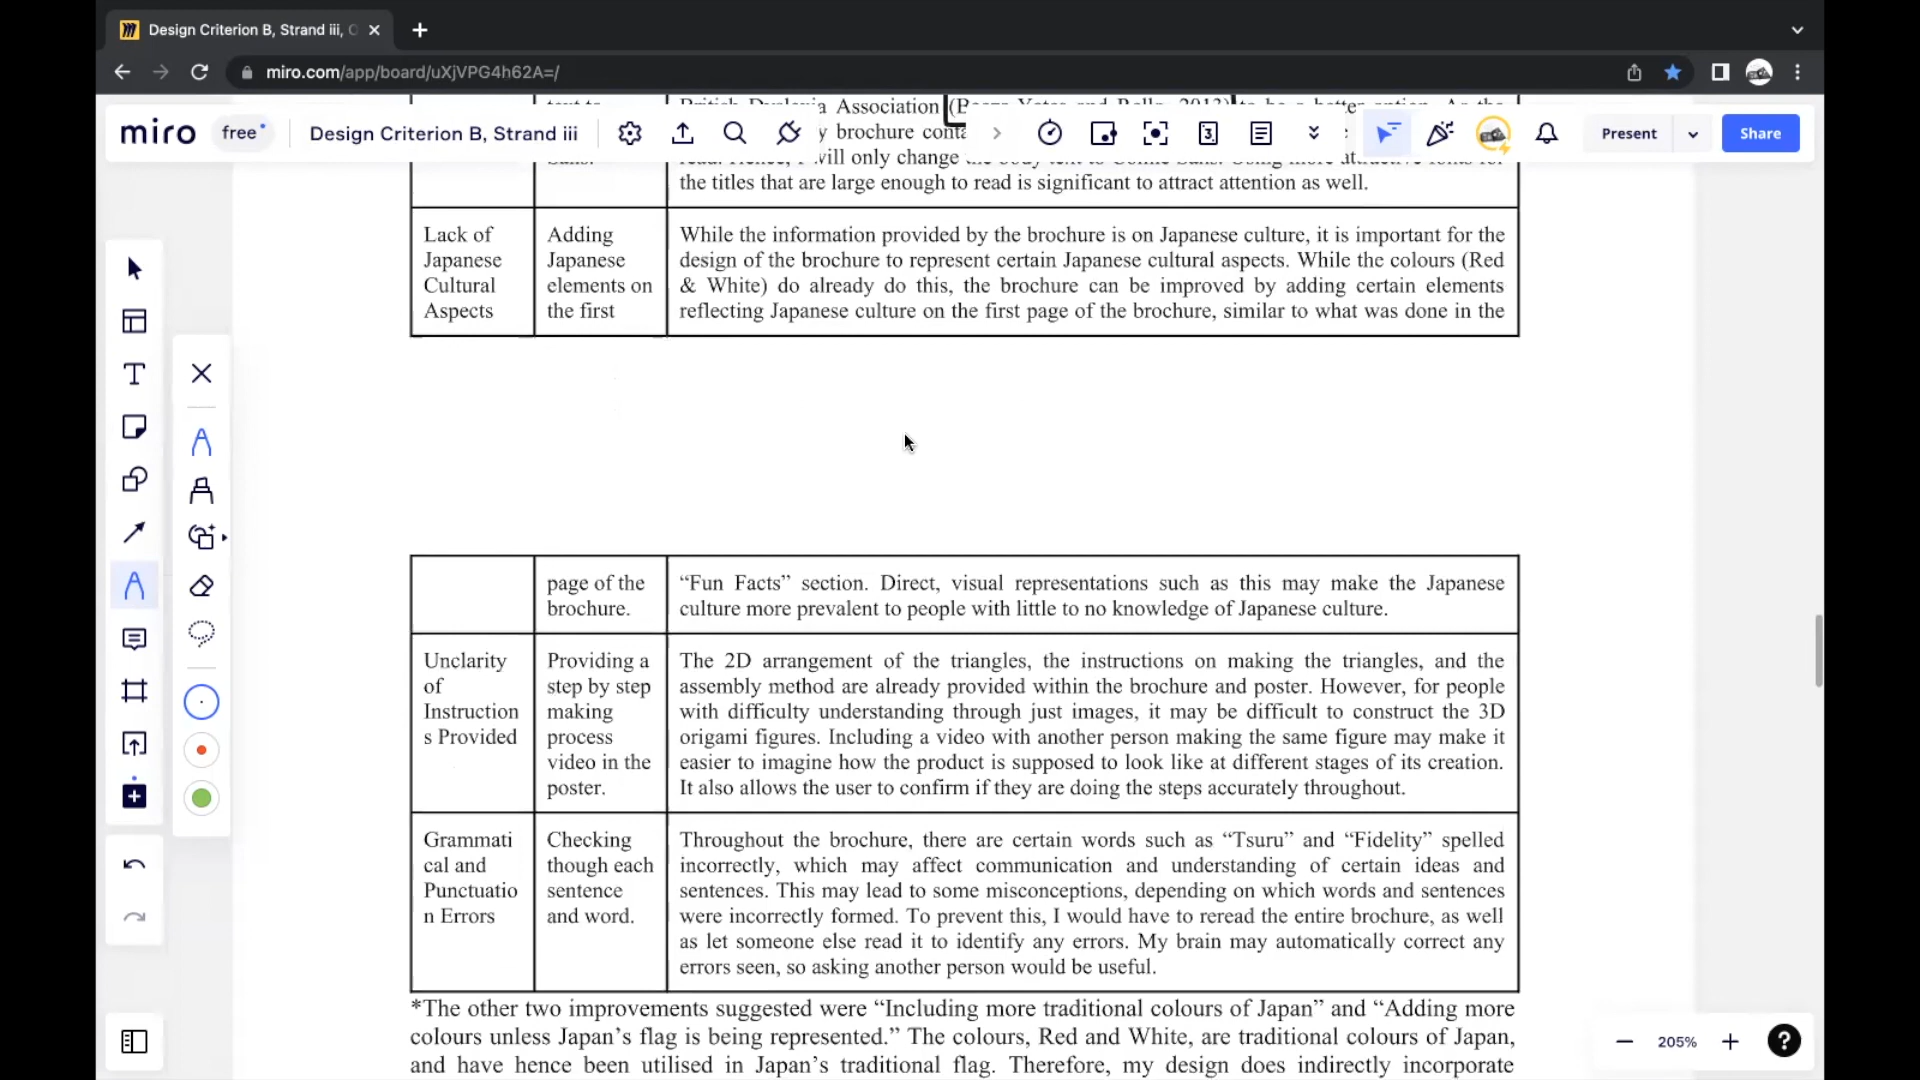 Design Criterion B, Strand iii,
miro.com/app/board/uXjVPG4h62A=/
miro
free
Design Criterion B, Strand iii
3
Present
Share
a Association
y brochure conta
will only change
the titles that are large enough to read is significant to attract attention as well.
Lack of
Japanese
Cultural
Aspects
Adding
Japanese
elements on
the first
While the information provided by the brochure is on Japanese culture, it is important for the
design of the brochure to represent certain Japanese cultural aspects. While the colours (Red
& White) do already do this, the brochure can be improved by adding certain elements
reflecting Japanese culture on the first page of the brochure, similar to what was done in the
page of the
brochure.
“Fun Facts” section. Direct, visual representations such as this may make the Japanese
culture more prevalent to people with little to no knowledge of Japanese culture.
Unclarity
of
Instruction
s Provided
Providing a
step by step
making
process
video in the
poster.
The 2D arrangement of the triangles, the instructions on making the triangles, and the
assembly method are already provided within the brochure and poster. However, for people
with difficulty understanding through just images, it may be difficult to construct the 3D
origami figures. Including a video with another person making the same figure may make it
easier to imagine how the product is supposed to look like at different stages of its creation.
It also allows the user to confirm if they are doing the steps accurately throughout.
Grammati
cal and
Punctuatio
n Errors
Checking
though each
sentence
and word.
Throughout the brochure, there are certain words such as “Tsuru” and “Fidelity” spelled
incorrectly, which may affect communication and understanding of certain ideas and
sentences. This may lead to some misconceptions, depending on which words and sentences
were incorrectly formed. To prevent this, I would have to reread the entire brochure, as well
as let someone else read it to identify any errors. My brain may automatically correct any
errors seen, so asking another person would be useful.
*The other two improvements suggested were “Including more traditional colours of Japan” and “Adding more
colours unless Japan’s flag is being represented.” The colours, Red and White, are traditional colours of Japan,
and have hence been utilised in Japan’s traditional flag. Therefore, my design does indirectly incorporate
205%